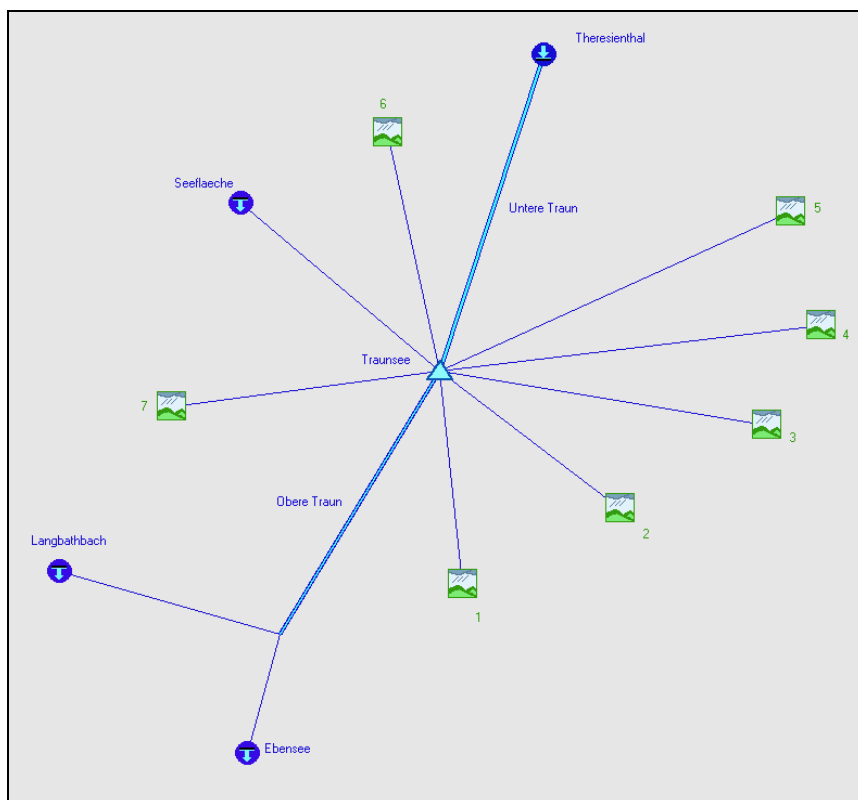 Theresienthal
6
Seeflaeche
5
Untere Traun
4
Traunsee
7
3
Obere Traun
2
Langbathbach
1
Ebensee